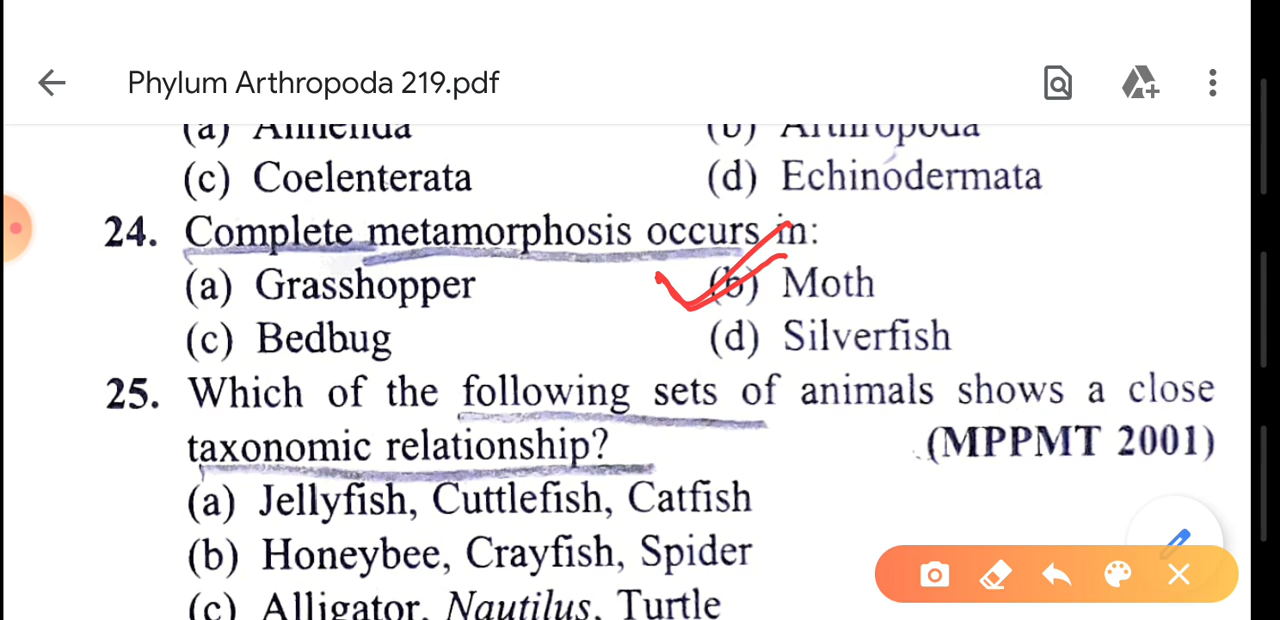 Phylum Arthropoda 219.pdf
(a) Annelida (b) Arthropoda
(c) Coelenterata (d) Echinodermata
24. Complete metamorphosis occurs in:
(a) Grasshopper (b) Moth
(c) Bedbug (d) Silverfish
25. Which of the following sets of animals shows a close
taxonomic relationship? (MPPMT 2001)
(a) Jellyfish, Cuttlefish, Catfish
(b) Honeybee, Crayfish, Spider
(c) Alligator, Nautilus, Turtle